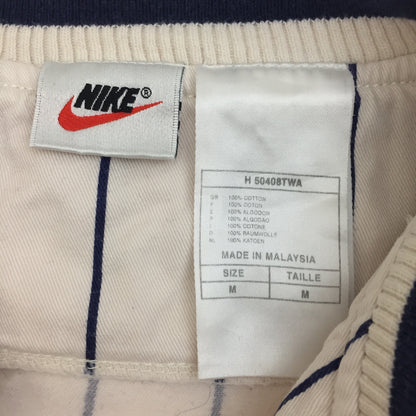 NIKE®
H 50408TWA
GB 100% COTTON
F 100% COTON
E 100% ALGODON
P 100% ALGODAO
I 100% COTONE
D 100% BAUMWOLLE
NL 100% KATOEN
MADE IN MALAYSIA
SIZE TAILLE
M M